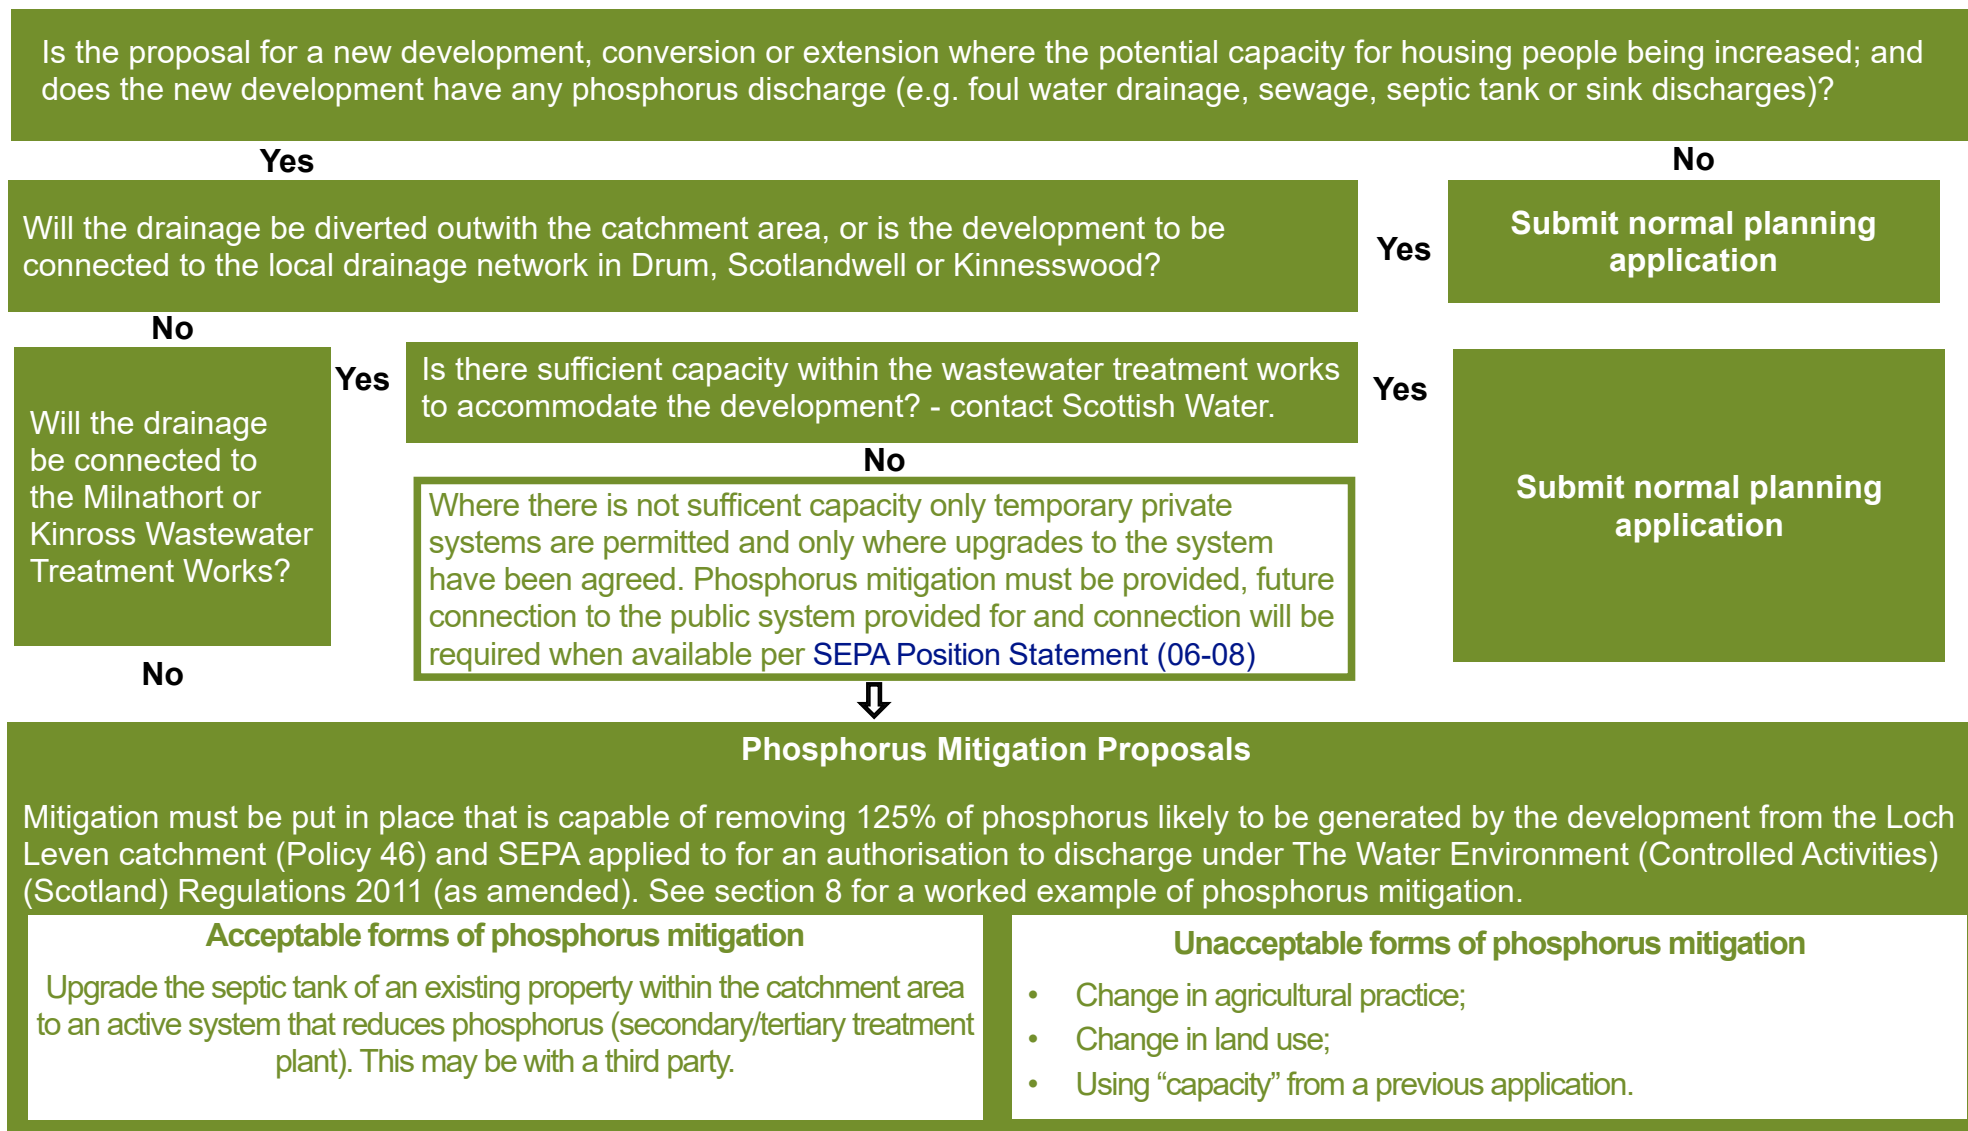 Is the proposal for a new development, conversion or extension where the potential capacity for housing people being increased; and
does the new development have any phosphorus discharge (e.g. foul water drainage, sewage, septic tank or sink discharges)?
Yes
No
Will the drainage be diverted outwith the catchment area, or is the development to be
connected to the local drainage network in Drum, Scotlandwell or Kinnesswood?
Yes
Submit normal planning
application
No
Will the drainage
be connected to
the Milnathort or
Kinross Wastewater
Treatment Works?
Yes
Is there sufficient capacity within the wastewater treatment works
to accommodate the development? - contact Scottish Water.
Yes
Submit normal planning
application
No
Where there is not sufficent capacity only temporary private
systems are permitted and only where upgrades to the system
have been agreed. Phosphorus mitigation must be provided, future
connection to the public system provided for and connection will be
required when available per SEPA Position Statement (06-08)
No
Phosphorus Mitigation Proposals
Mitigation must be put in place that is capable of removing 125% of phosphorus likely to be generated by the development from the Loch
Leven catchment (Policy 46) and SEPA applied to for an authorisation to discharge under The Water Environment (Controlled Activities)
(Scotland) Regulations 2011 (as amended). See section 8 for a worked example of phosphorus mitigation.
Acceptable forms of phosphorus mitigation
Upgrade the septic tank of an existing property within the catchment area
to an active system that reduces phosphorus (secondary/tertiary treatment
plant). This may be with a third party.
Unacceptable forms of phosphorus mitigation
• Change in agricultural practice;
• Change in land use;
• Using “capacity” from a previous application.